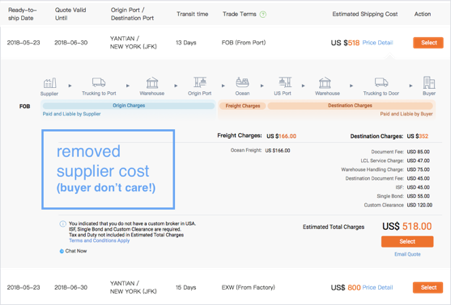 Ready-to-ship Date
Quote Valid Until
Origin Port / Destination Port
Transit time
Trade Terms ?
Estimated Shipping Cost
Action
2018-05-23
2018-06-30
YANTIAN / NEW YORK (JFK)
13 Days
FOB (From Port)
US $518 Price Detail
Select
Supplier
Trucking to Port
Warehouse
Origin Port
Ocean
US Port
Warehouse
Trucking to Door
Buyer
FOB
Origin Charges
Freight Charges
Destination Charges
Paid and Liable by Supplier
Paid and Liable by Buyer
removed
supplier cost
(buyer don't care!)
Freight Charges: US $166.00
Ocean Freight: US $166.00
Destination Charges: US $352
Document Fee: USD 85.00
LCL Service Charge: USD 47.00
Warehouse Handling Charge: USD 75.00
Destination Document Fee: USD 45.00
ISF: USD 45.00
Single Bond: USD 55.00
Custom Clearance: USD 120.00
You indicated that you do not have a custom broker in USA.
ISF, Single Bond and Custom Clearance are required.
Tax and Duty not included in Estimated Total Charges
Terms and Conditions Apply
Chat Now
Estimated Total Charges US$ 518.00
Select
Email Quote
2018-05-23
2018-06-30
YANTIAN / NEW YORK (JFK)
15 Days
EXW (From Factory)
US$ 800 Price Detail
Select